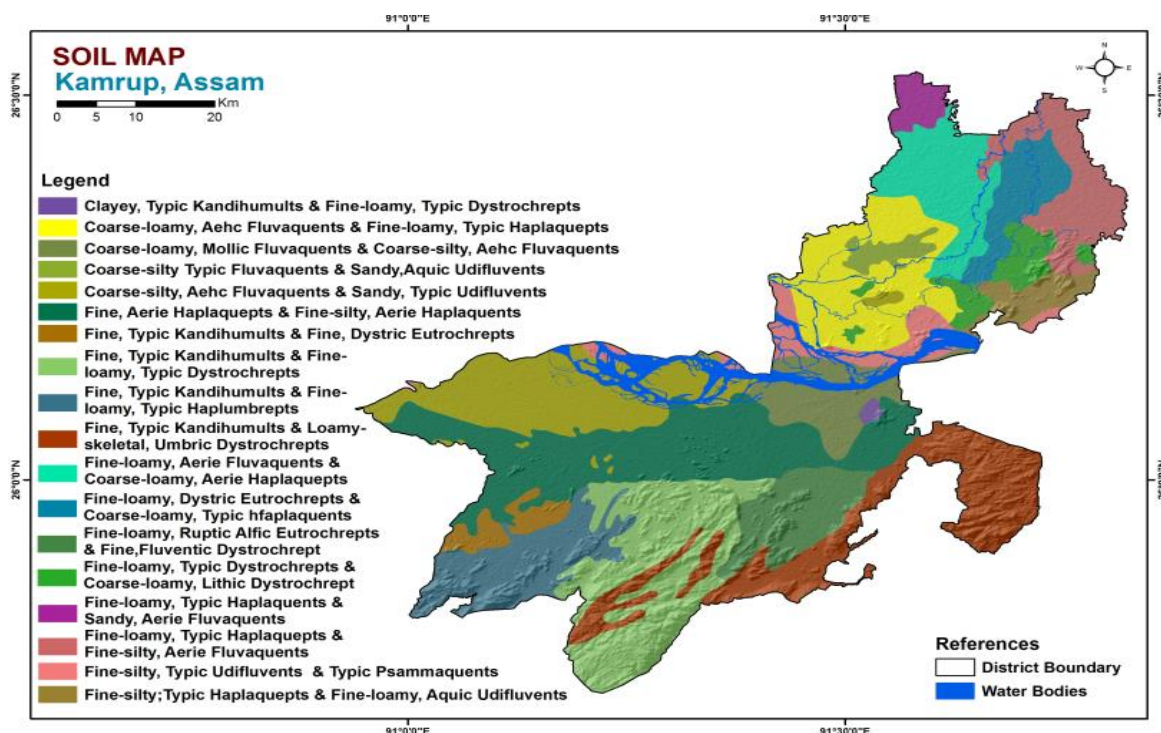 91°0'0"E 91°30'0"E
SOIL MAP
Kamrup, Assam
Km
0 5 10 20
N
W E
S
26°30'0"N
Legend
Clayey, Typic Kandihumults & Fine-loamy, Typic Dystrochrepts
Coarse-loamy, Aehc Fluvaquents & Fine-loamy, Typic Haplaquepts
Coarse-loamy, Mollic Fluvaquents & Coarse-silty, Aehc Fluvaquents
Coarse-silty Typic Fluvaquents & Sandy,Aquic Udifluvents
Coarse-silty, Aehc Fluvaquents & Sandy, Typic Udifluvents
Fine, Aerie Haplaquepts & Fine-silty, Aerie Haplaquents
Fine, Typic Kandihumults & Fine, Dystric Eutrochrepts
Fine, Typic Kandihumults & Fine-
loamy, Typic Dystrochrepts
Fine, Typic Kandihumults & Fine-
loamy, Typic Haplumbrepts
Fine, Typic Kandihumults & Loamy-
skeletal, Umbric Dystrochrepts
Fine-loamy, Aerie Fluvaquents &
Coarse-loamy, Aerie Haplaquepts
Fine-loamy, Dystric Eutrochrepts &
Coarse-loamy, Typic hfaplaquents
Fine-loamy, Ruptic Alfic Eutrochrepts
& Fine,Fluventic Dystrochrept
Fine-loamy, Typic Dystrochrepts &
Coarse-loamy, Lithic Dystrochrept
Fine-loamy, Typic Haplaquents &
Sandy, Aerie Fluvaquents
Fine-loamy, Typic Haplaquepts &
Fine-silty, Aerie Fluvaquents
Fine-silty, Typic Udifluvents & Typic Psammaquents
Fine-silty;Typic Haplaquepts & Fine-loamy, Aquic Udifluvents
26°0'0"N
References
District Boundary
Water Bodies
91°0'0"E 91°30'0"E